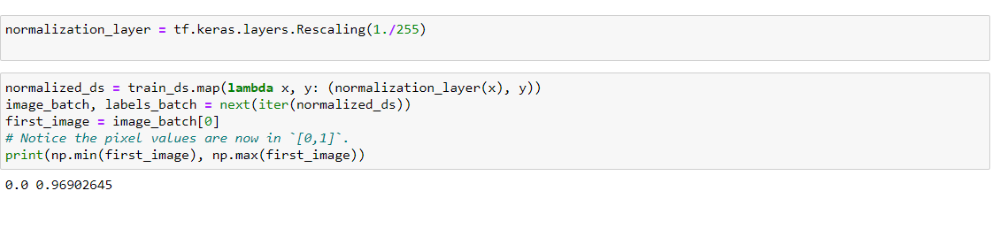 normalization_layer = tf.keras.layers.Rescaling(1./255)
normalized_ds = train_ds.map(lambda x, y: (normalization_layer(x), y))
image_batch, labels_batch = next(iter(normalized_ds))
first_image = image_batch[0]
# Notice the pixel values are now in `[0,1]`.
print(np.min(first_image), np.max(first_image))
0.0 0.96902645